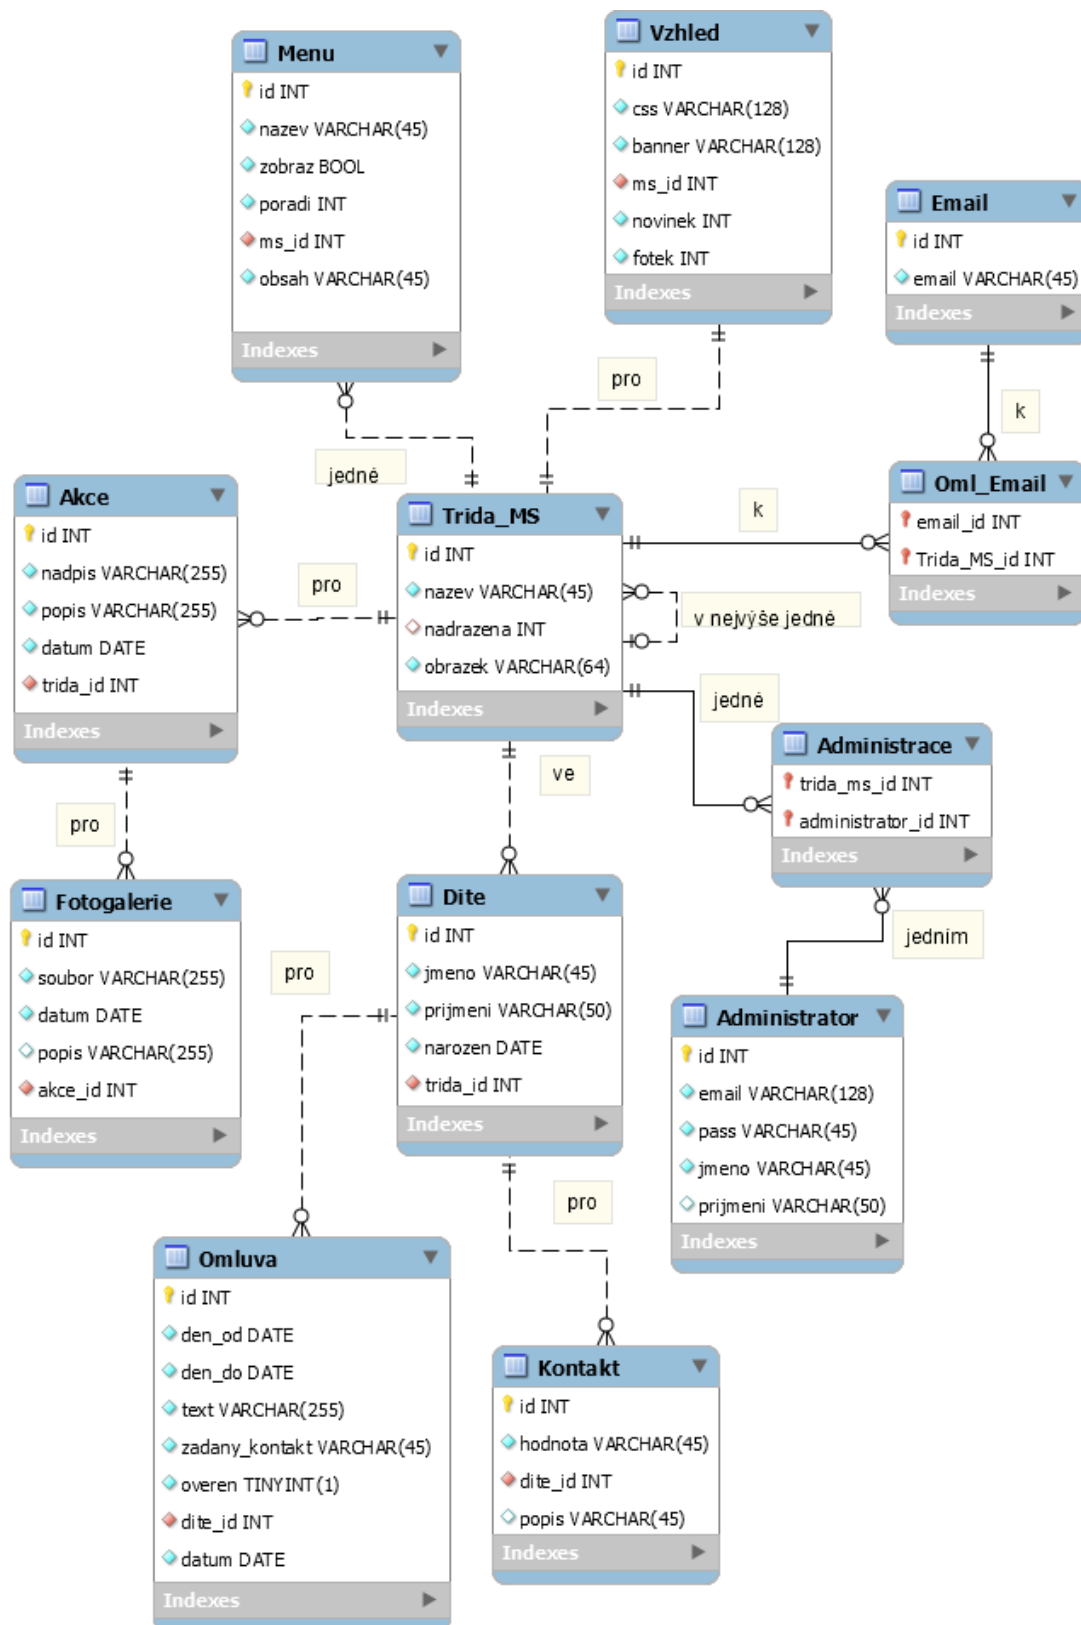 Menu
id INT
nazev VARCHAR(45)
zobraz BOOL
poradi INT
ms_id INT
obsah VARCHAR(45)
Indexes
Vzhled
id INT
css VARCHAR(128)
banner VARCHAR(128)
ms_id INT
novinek INT
fotek INT
Indexes
Email
id INT
email VARCHAR(45)
Indexes
pro
k
jedné
Akce
id INT
nadpis VARCHAR(255)
popis VARCHAR(255)
datum DATE
trida_id INT
Indexes
pro
Trida_MS
id INT
nazev VARCHAR(45)
nadrazena INT
obrazek VARCHAR(64)
Indexes
k
Oml_Email
email_id INT
Trida_MS_id INT
Indexes
v nejvýše jedné
jedné
ve
Administrace
trida_ms_id INT
administrator_id INT
Indexes
pro
Fotogalerie
id INT
soubor VARCHAR(255)
datum DATE
popis VARCHAR(255)
akce_id INT
Indexes
pro
Dite
id INT
jmeno VARCHAR(45)
prijmeni VARCHAR(50)
narozen DATE
trida_id INT
Indexes
jedním
Administrator
id INT
email VARCHAR(128)
pass VARCHAR(45)
jmeno VARCHAR(45)
prijmeni VARCHAR(50)
Indexes
pro
Omluva
id INT
den_od DATE
den_do DATE
text VARCHAR(255)
zadany_kontakt VARCHAR(45)
overen TINYINT(1)
dite_id INT
datum DATE
Indexes
Kontakt
id INT
hodnota VARCHAR(45)
dite_id INT
popis VARCHAR(45)
Indexes